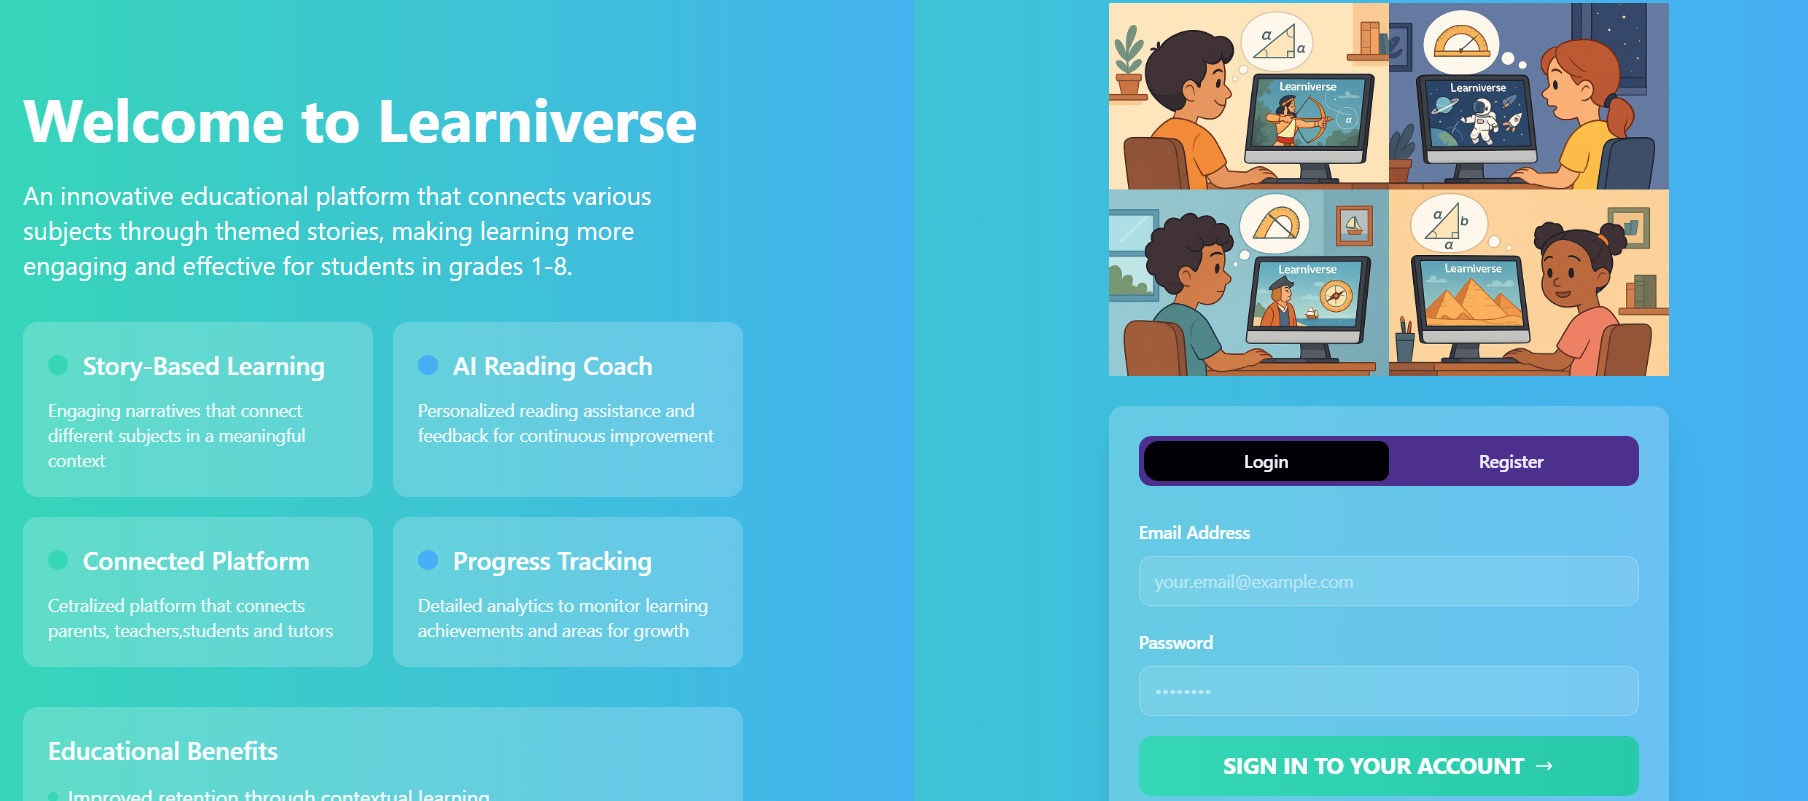 Welcome to Learniverse
An innovative educational platform that connects various
subjects through themed stories, making learning more
engaging and effective for students in grades 1-8.
Story-Based Learning
Engaging narratives that connect
different subjects in a meaningful
context
AI Reading Coach
Personalized reading assistance and
feedback for continuous improvement
Connected Platform
Cetralized platform that connects
parents, teachers,students and tutors
Progress Tracking
Detailed analytics to monitor learning
achievements and areas for growth
Educational Benefits
Improved retention through contextual learning
α
α
Learniverse
α
Learniverse
Learniverse
α
b
α
Learniverse
Login
Register
Email Address
your.email@example.com
Password
SIGN IN TO YOUR ACCOUNT →